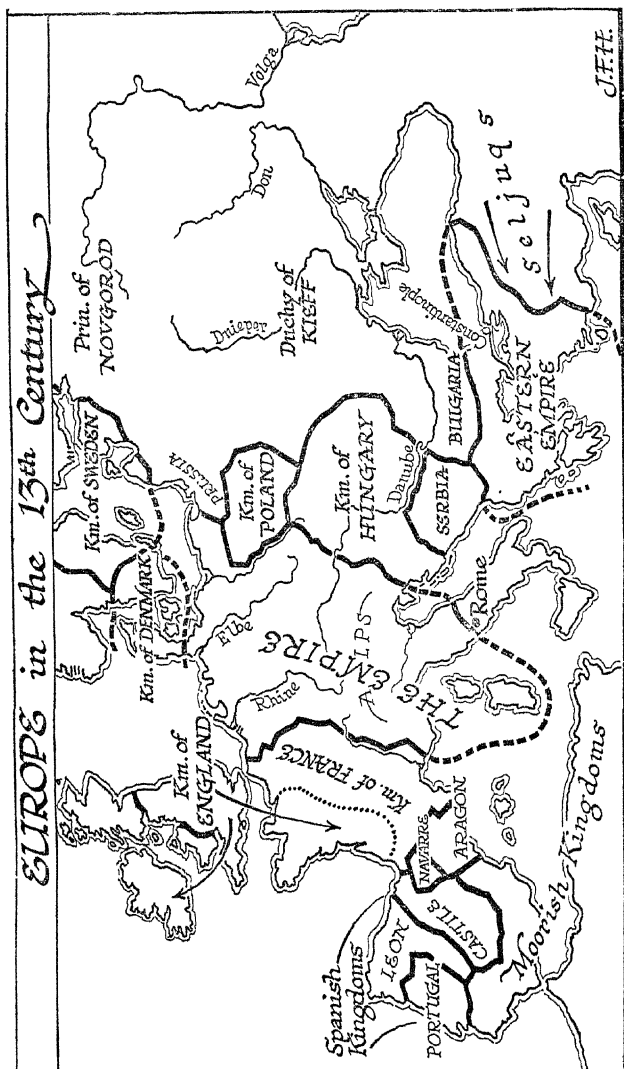 EUROPE in the 13th Century
Km. of SWEDEN
Prin. of
NOVGOROD
Volga
Km. of DENMARK
PRUSSIA
Don
Dnieper
Duchy of
KIEFF
Km. of
ENGLAND
Elbe
Rhine
Km. of
POLAND
Km. of FRANCE
THE EMPIRE
ALPS
Km. of
HUNGARY
Danube
SERBIA
BULGARIA
Constantinople
Spanish
Kingdoms
LEON
NAVARRE
ARAGON
CASTILE
PORTUGAL
Rome
EASTERN
EMPIRE
Seljuqs
Moorish Kingdoms
J.F.H.